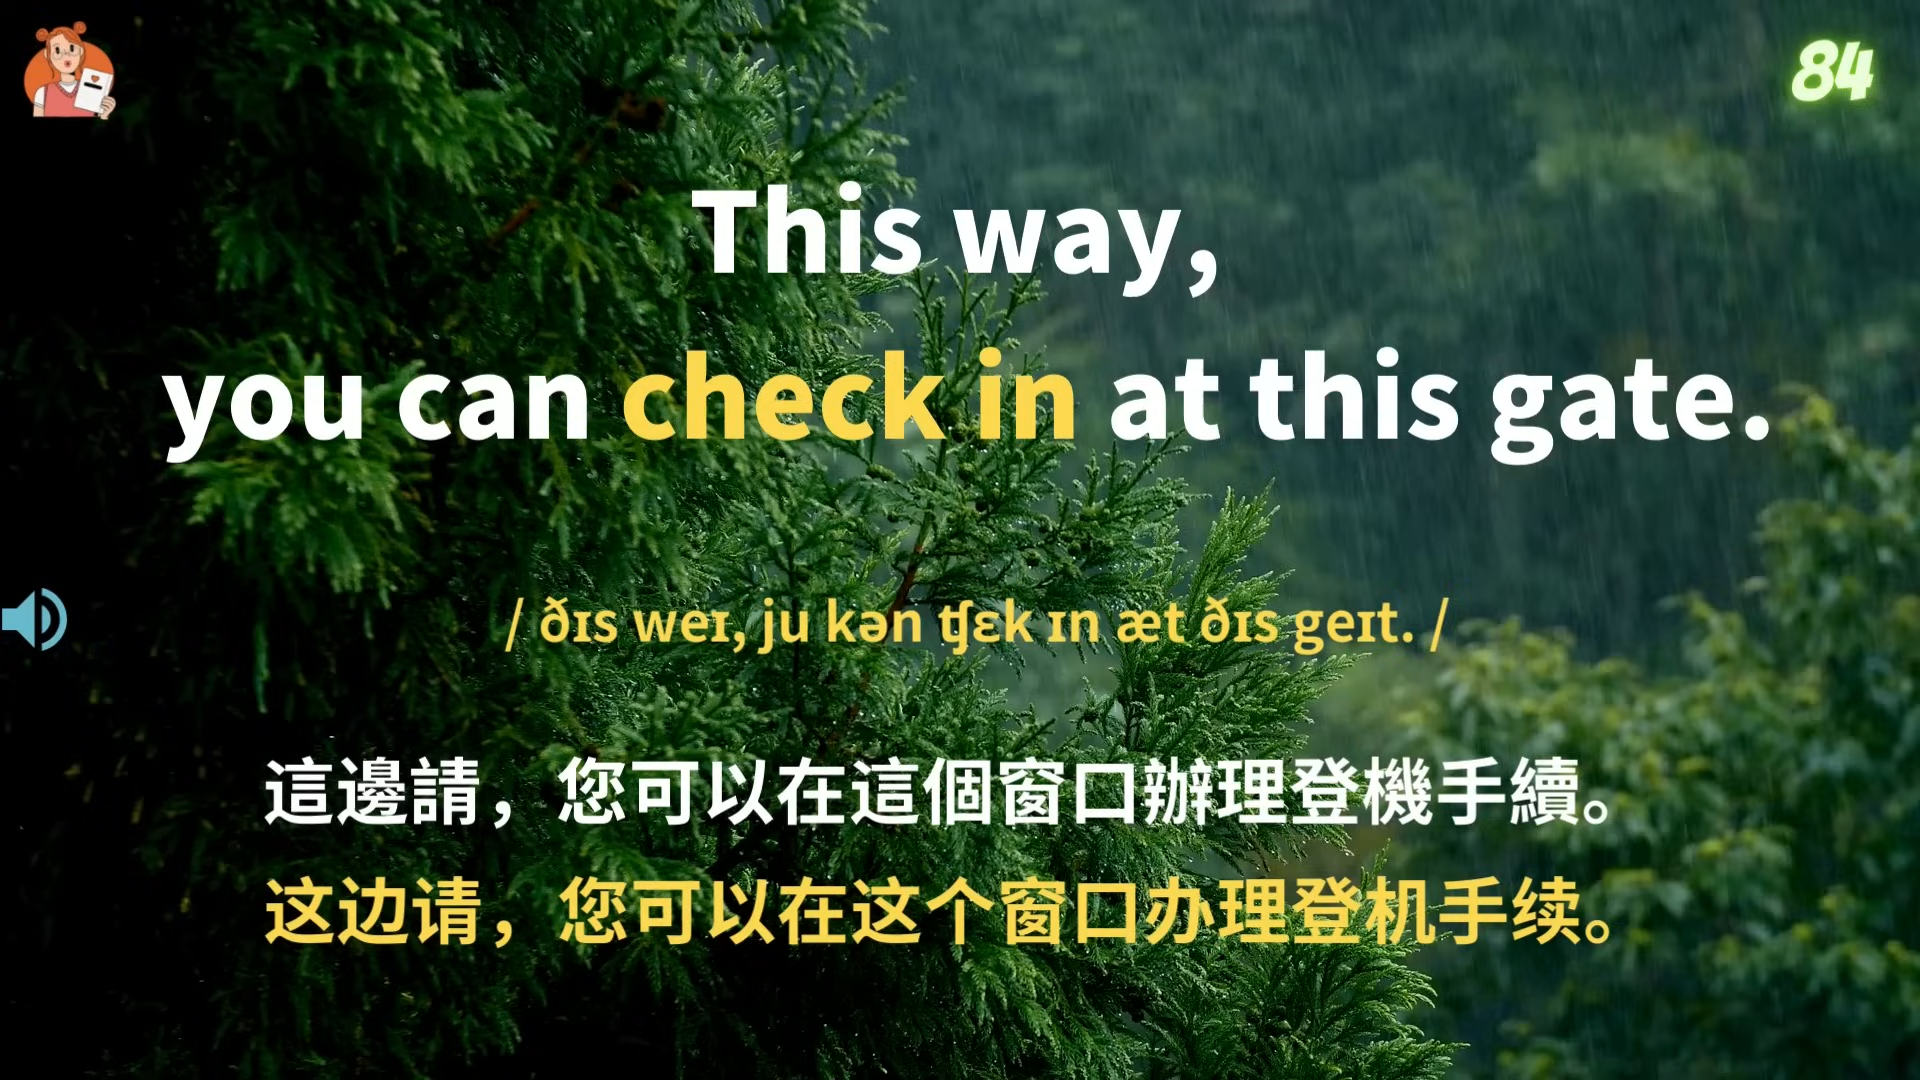 84
This way,
you can check in at this gate.
/ ðɪs weɪ, ju kən ʧɛk ɪn æt ðɪs geɪt. /
這邊請，您可以在這個窗口辦理登機手續。
这边请，您可以在这个窗口办理登机手续。